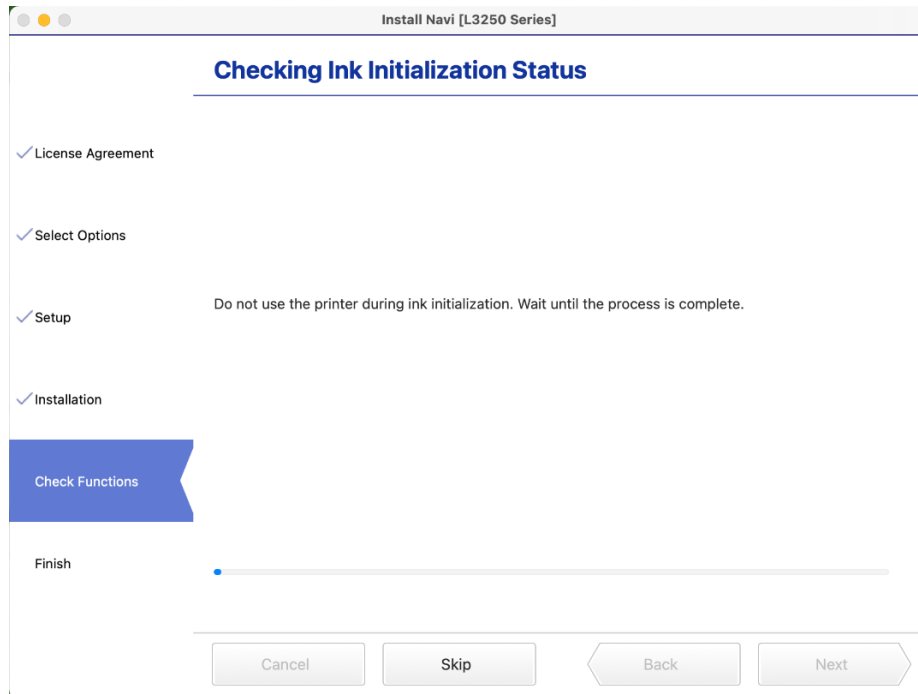 Install Navi [L3250 Series]
Checking Ink Initialization Status
License Agreement
Select Options
Setup
Installation
Check Functions
Finish
Do not use the printer during ink initialization. Wait until the process is complete.
Cancel
Skip
Back
Next